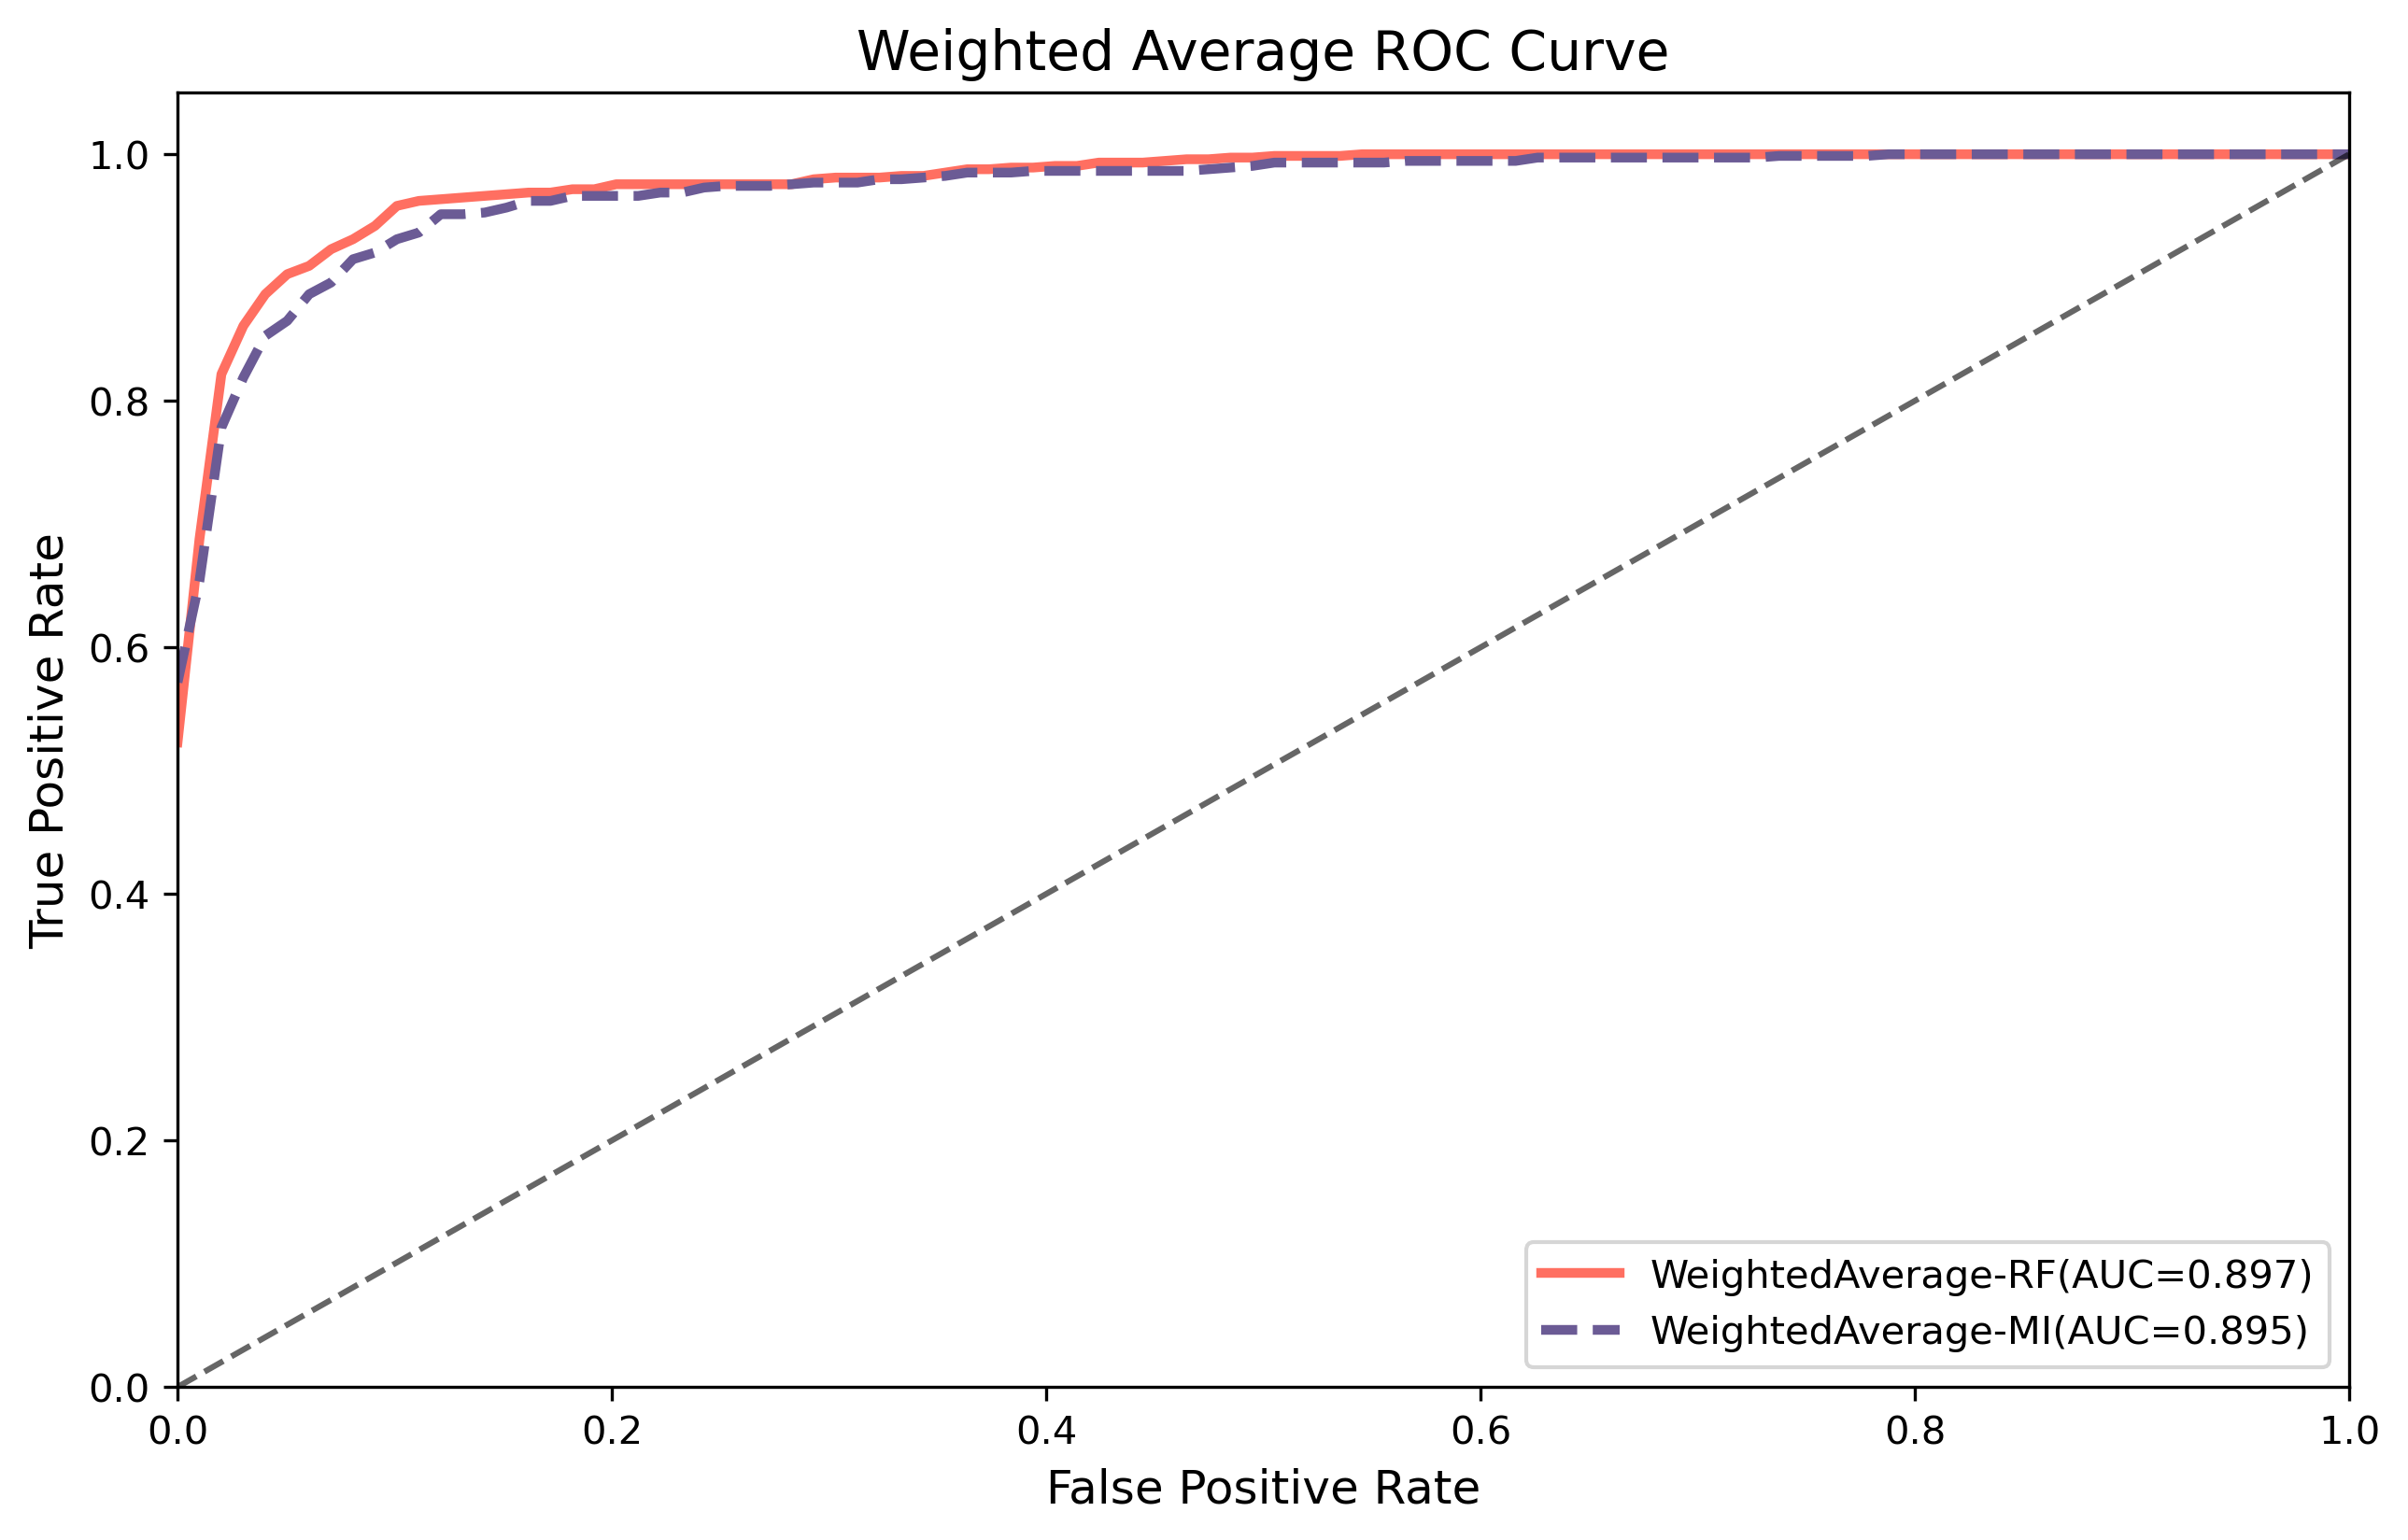 Weighted Average ROC Curve
True Positive Rate
1.0
0.8
0.6
0.4
0.2
0.0
0.0 0.2 0.4 0.6 0.8 1.0
False Positive Rate
WeightedAverage-RF(AUC=0.897)
WeightedAverage-MI(AUC=0.895)